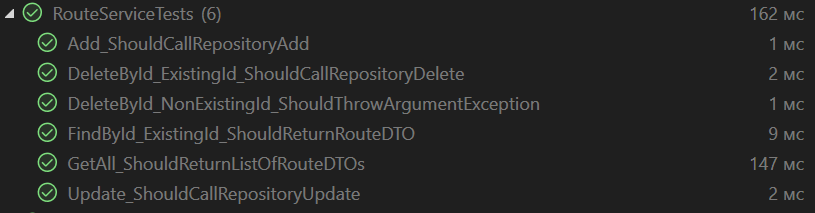 RouteServiceTests (6) 162 мс
Add_ShouldCallRepositoryAdd 1 мс
DeleteById_ExistingId_ShouldCallRepositoryDelete 2 мс
DeleteById_NonExistingId_ShouldThrowArgumentException 1 мс
FindById_ExistingId_ShouldReturnRouteDTO 9 мс
GetAll_ShouldReturnListOfRouteDTOs 147 мс
Update_ShouldCallRepositoryUpdate 2 мс